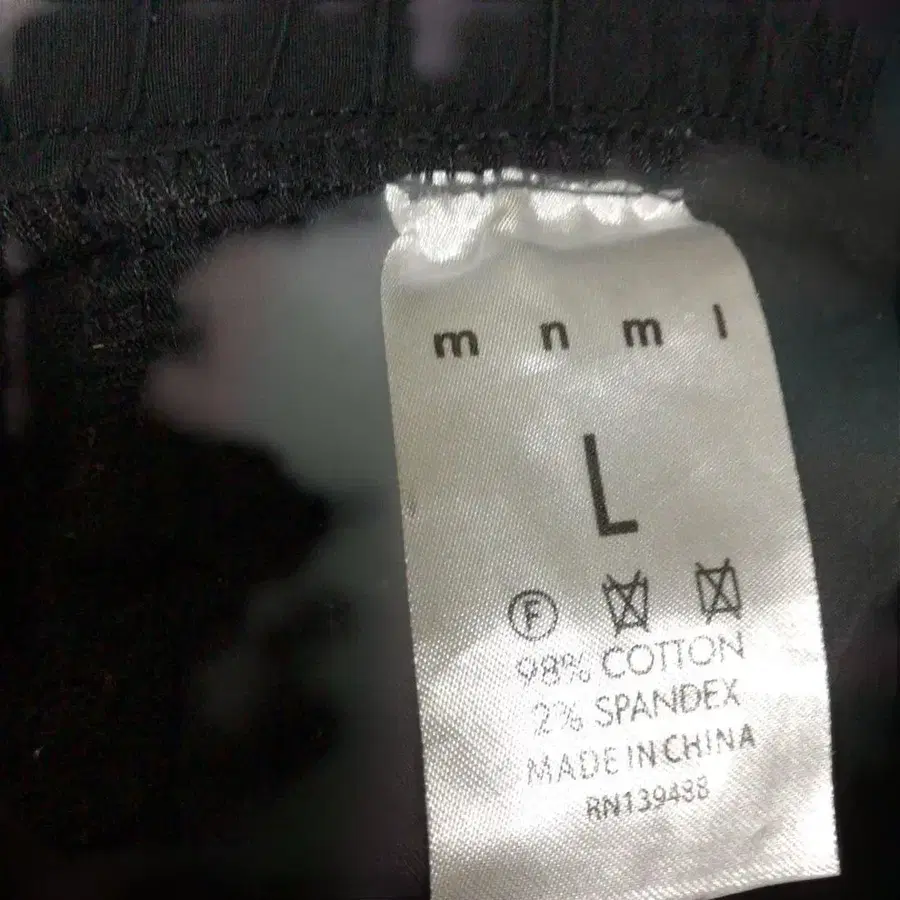 m n m l
L
F
98% COTTON
2% SPANDEX
MADE IN CHINA
RN139488